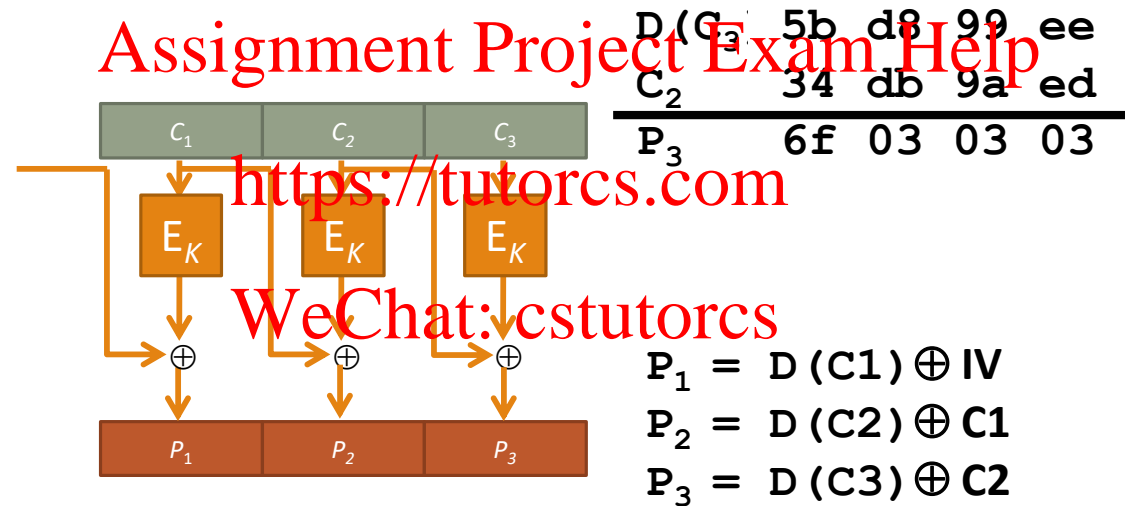 Assignment Project Exam Help
D(C3) 5b d8 99 ee
C2 34 db 9a ed
P3 6f 03 03 03
C1 C2 C3
https://tutorcs.com
EK EK EK
WeChat: cstutorcs
⊕ ⊕ ⊕
P1 = D(C1)⊕IV
P2 = D(C2)⊕C1
P3 = D(C3)⊕C2
P1 P2 P3